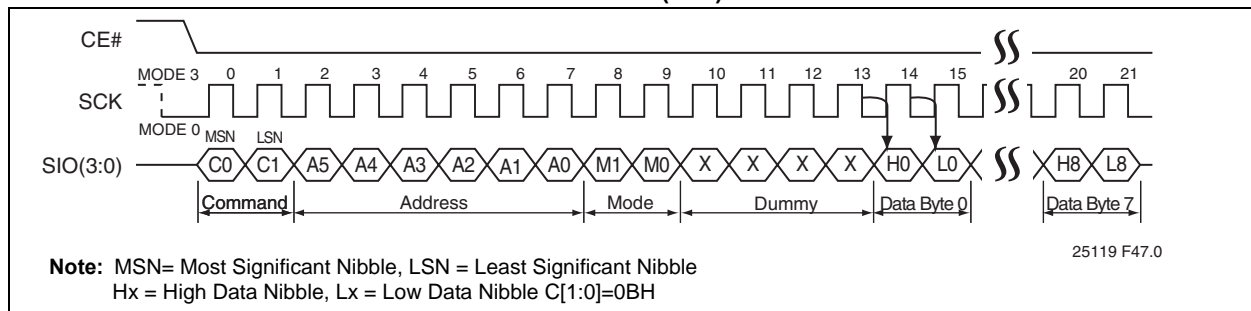 CE#
MODE 3 0 1 2 3 4 5 6 7 8 9 10 11 12 13 14 15 20 21
SCK
MODE 0
MSN LSN
SIO(3:0) C0 C1 A5 A4 A3 A2 A1 A0 M1 M0 X X X X H0 L0 H8 L8
Command Address Mode Dummy Data Byte 0 Data Byte 7
25119 F47.0
Note: MSN= Most Significant Nibble, LSN = Least Significant Nibble
Hx = High Data Nibble, Lx = Low Data Nibble C[1:0]=0BH